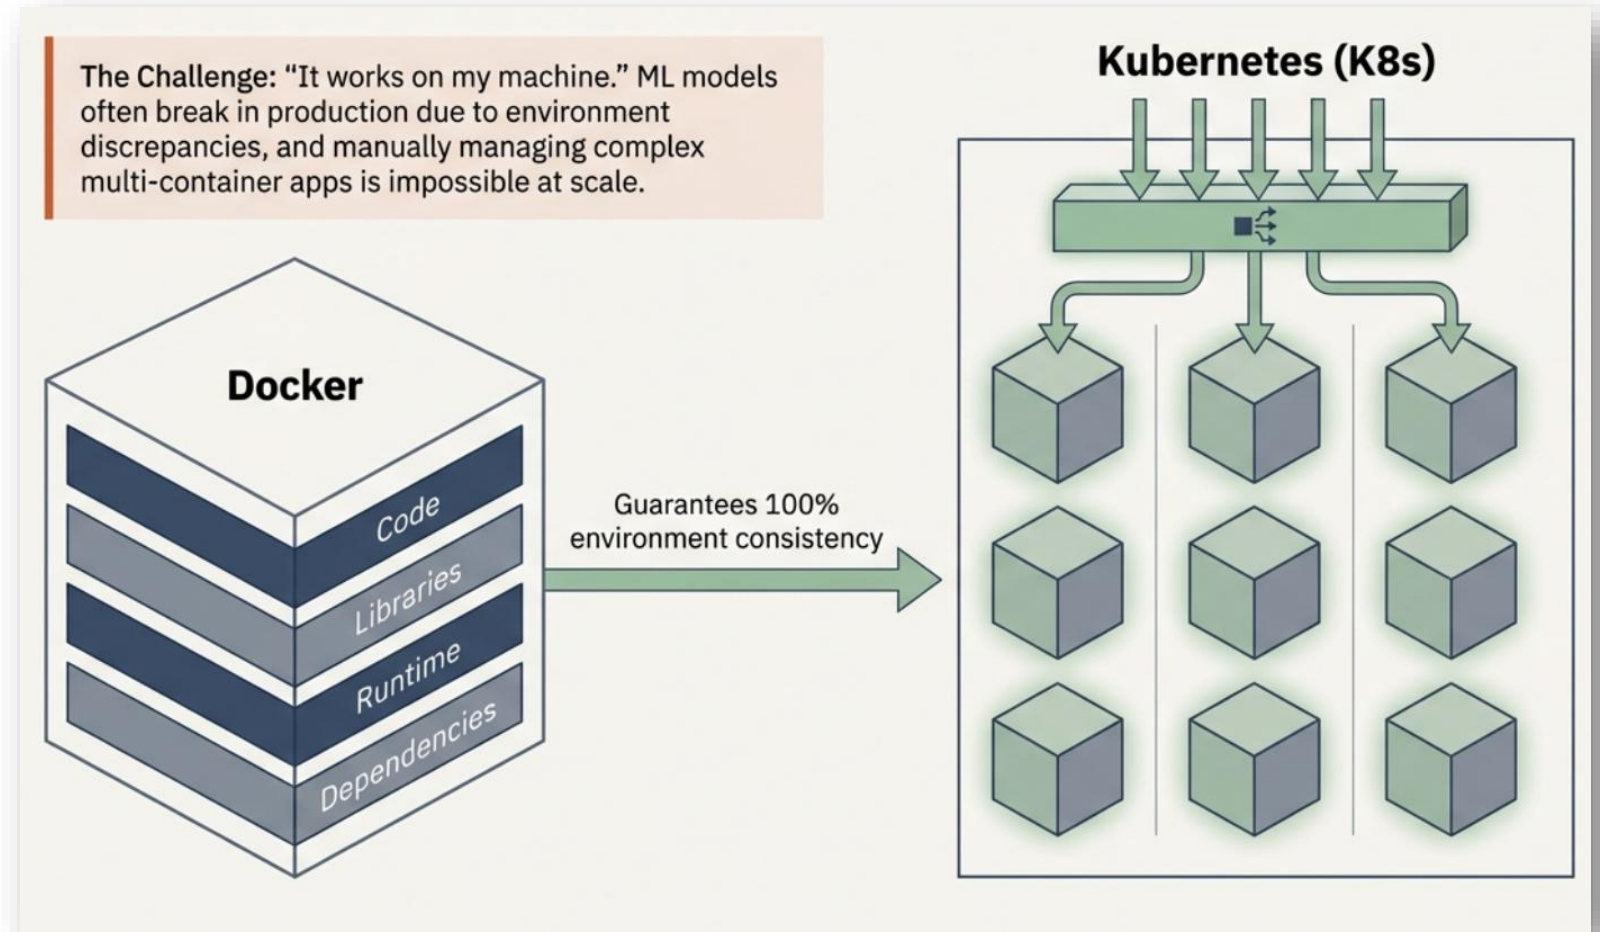 The Challenge: “It works on my machine.” ML models
often break in production due to environment
discrepancies, and manually managing complex
multi-container apps is impossible at scale.
Docker
Code
Libraries
Runtime
Dependencies
Guarantees 100%
environment consistency
Kubernetes (K8s)